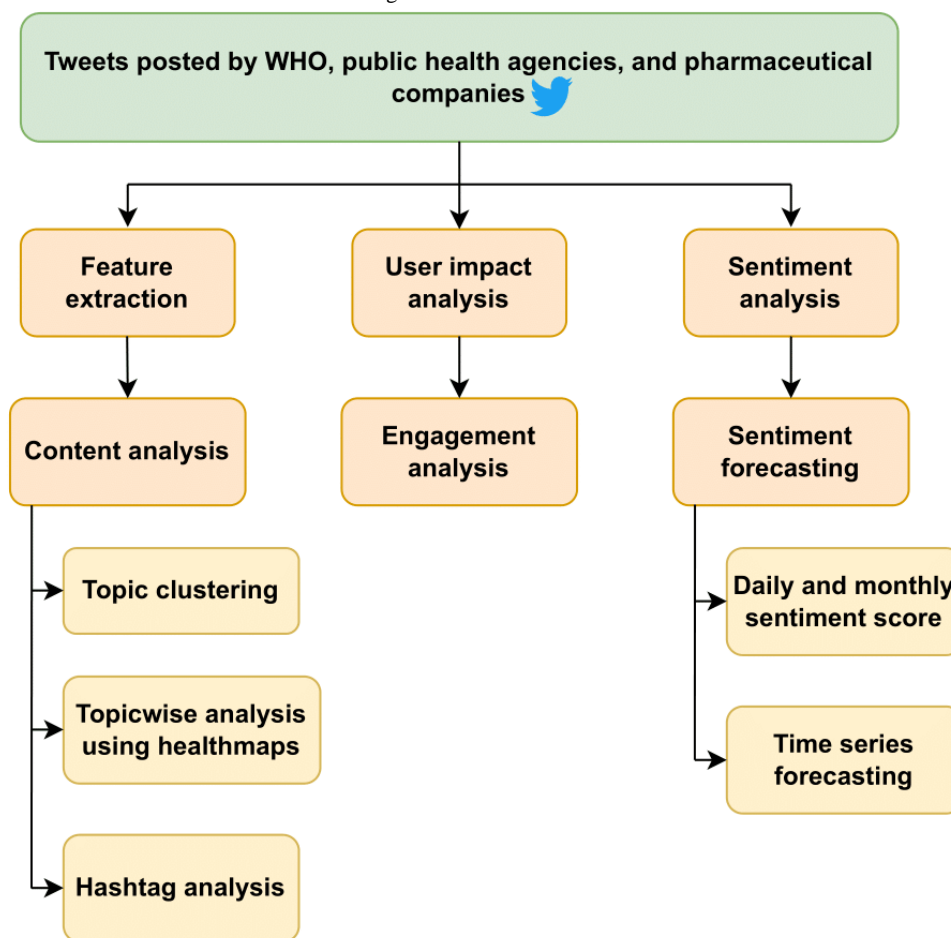 Tweets posted by WHO, public health agencies, and pharmaceutical
companies
Feature
extraction
User impact
analysis
Sentiment
analysis
Content analysis
Engagement
analysis
Sentiment
forecasting
Topic clustering
Daily and monthly
sentiment score
Topicwise analysis
using healthmaps
Time series
forecasting
Hashtag analysis